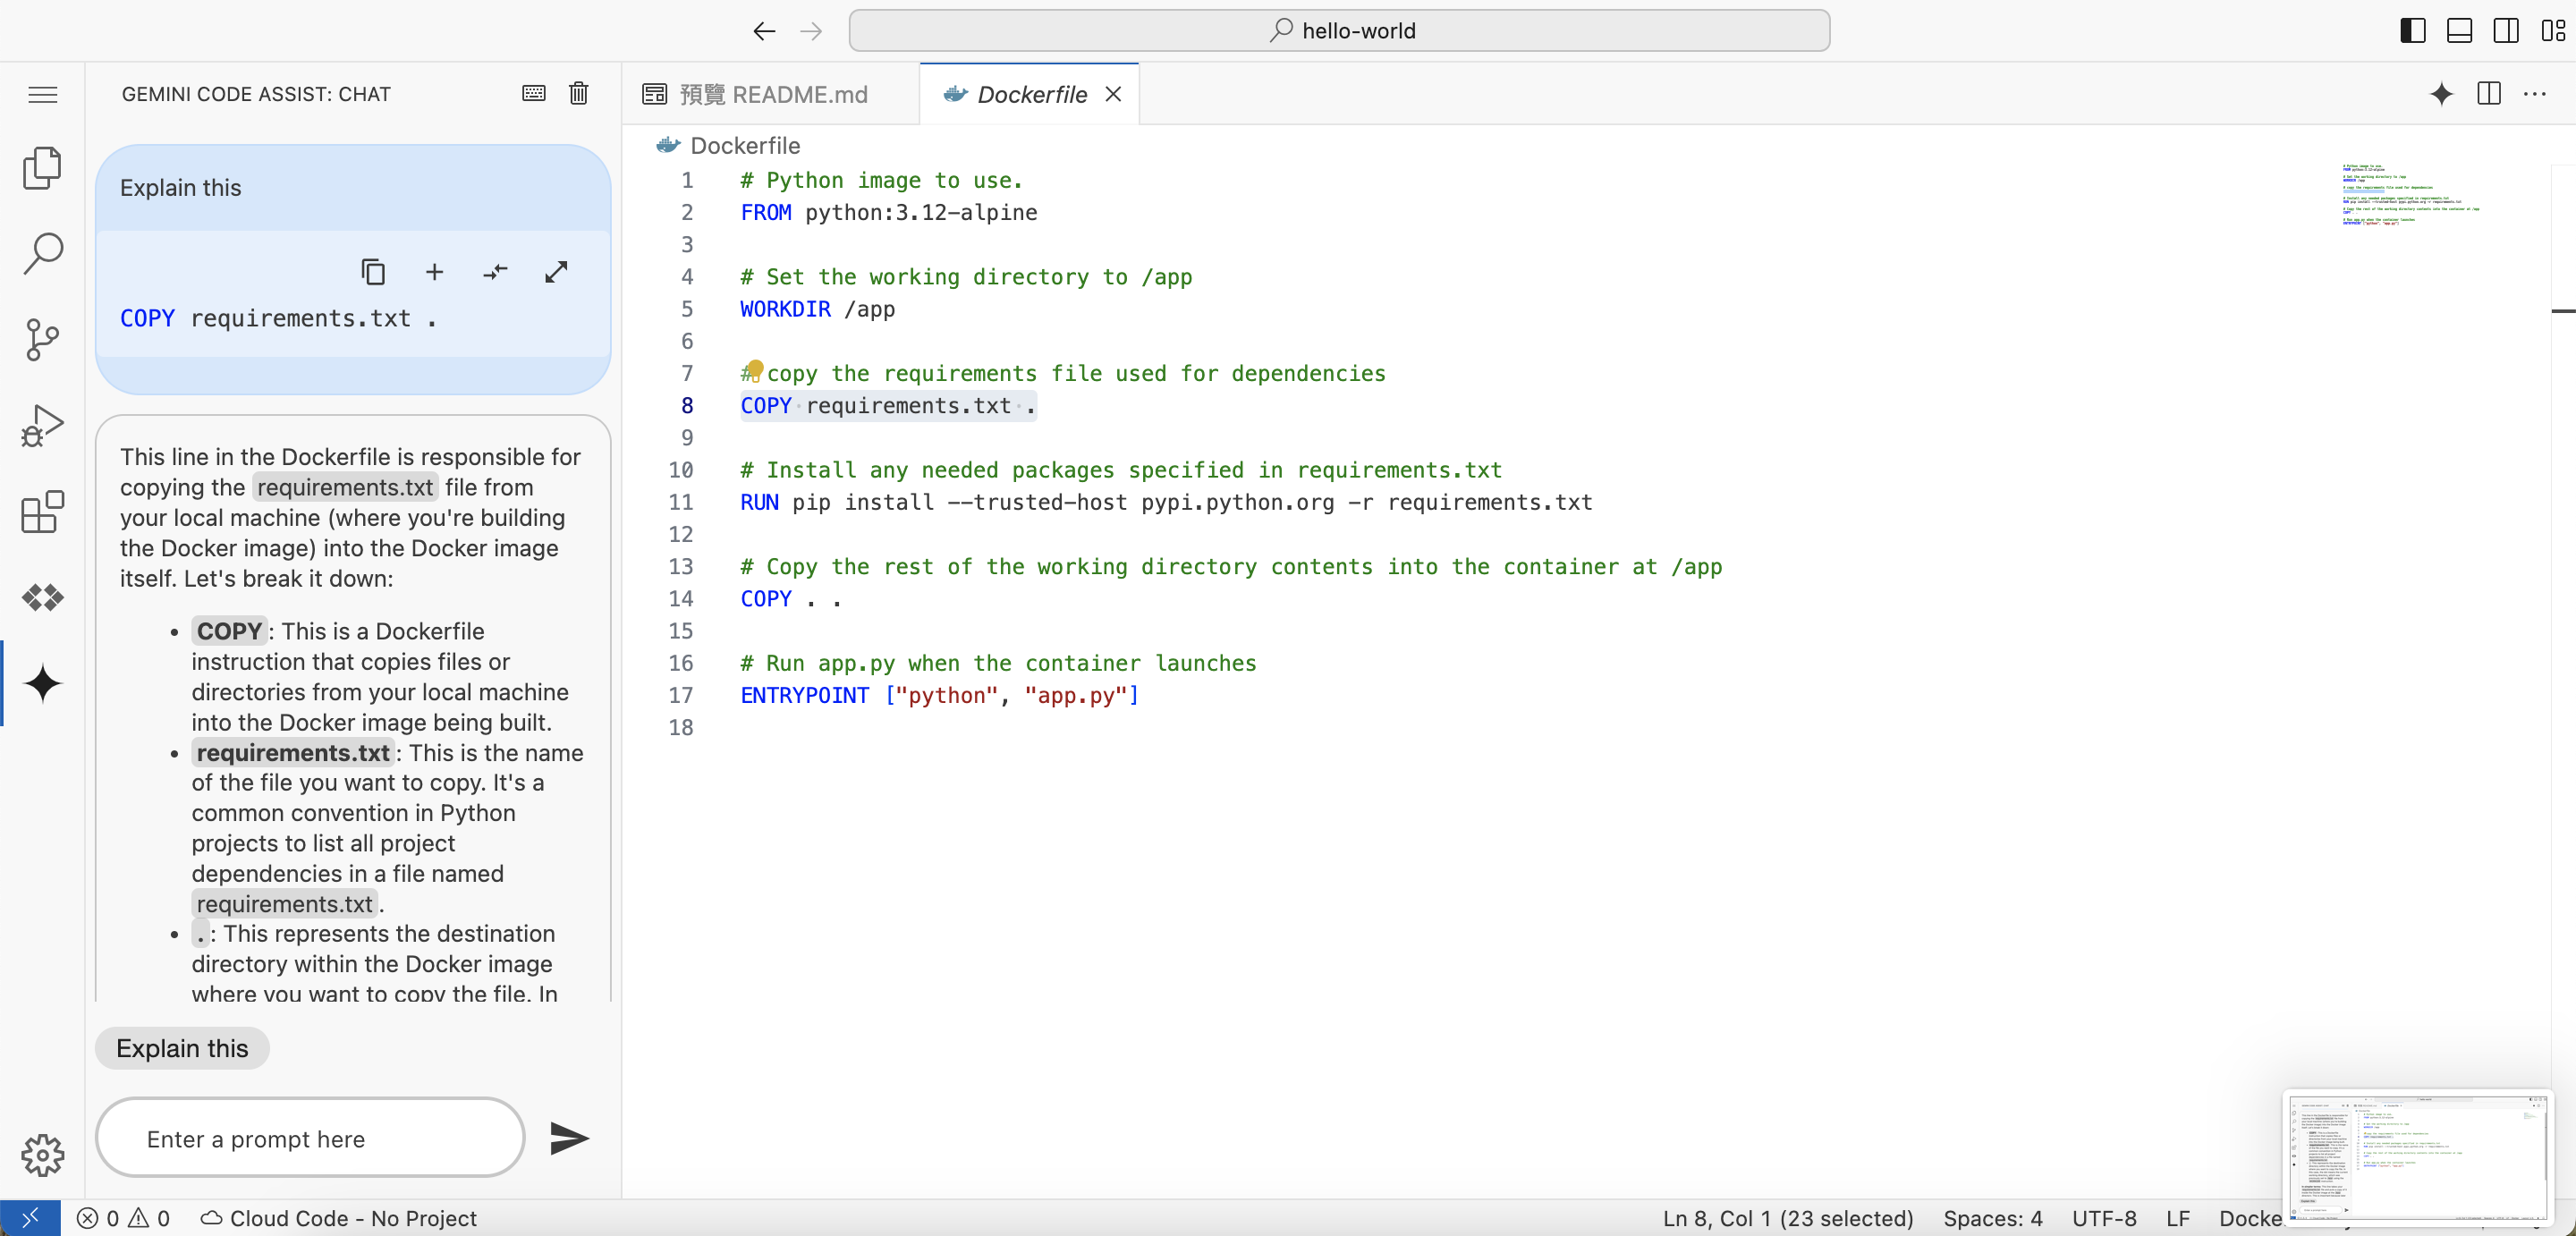 hello-world
GEMINI CODE ASSIST: CHAT
預覽 README.md
Dockerfile
Explain this
COPY requirements.txt .
This line in the Dockerfile is responsible for
copying the requirements.txt file from
your local machine (where you're building
the Docker image) into the Docker image
itself. Let's break it down:
COPY: This is a Dockerfile
instruction that copies files or
directories from your local machine
into the Docker image being built.
requirements.txt: This is the name
of the file you want to copy. It's a
common convention in Python
projects to list all project
dependencies in a file named
requirements.txt.
.: This represents the destination
directory within the Docker image
where you want to copy the file. In
Explain this
Enter a prompt here
Dockerfile
1 # Python image to use.
2 FROM python:3.12-alpine
3
4 # Set the working directory to /app
5 WORKDIR /app
6
7 # copy the requirements file used for dependencies
8 COPY requirements.txt .
9
10 # Install any needed packages specified in requirements.txt
11 RUN pip install --trusted-host pypi.python.org -r requirements.txt
12
13 # Copy the rest of the working directory contents into the container at /app
14 COPY . .
15
16 # Run app.py when the container launches
17 ENTRYPOINT ["python", "app.py"]
18
0 0 Cloud Code - No Project
Ln 8, Col 1 (23 selected) Spaces: 4 UTF-8 LF